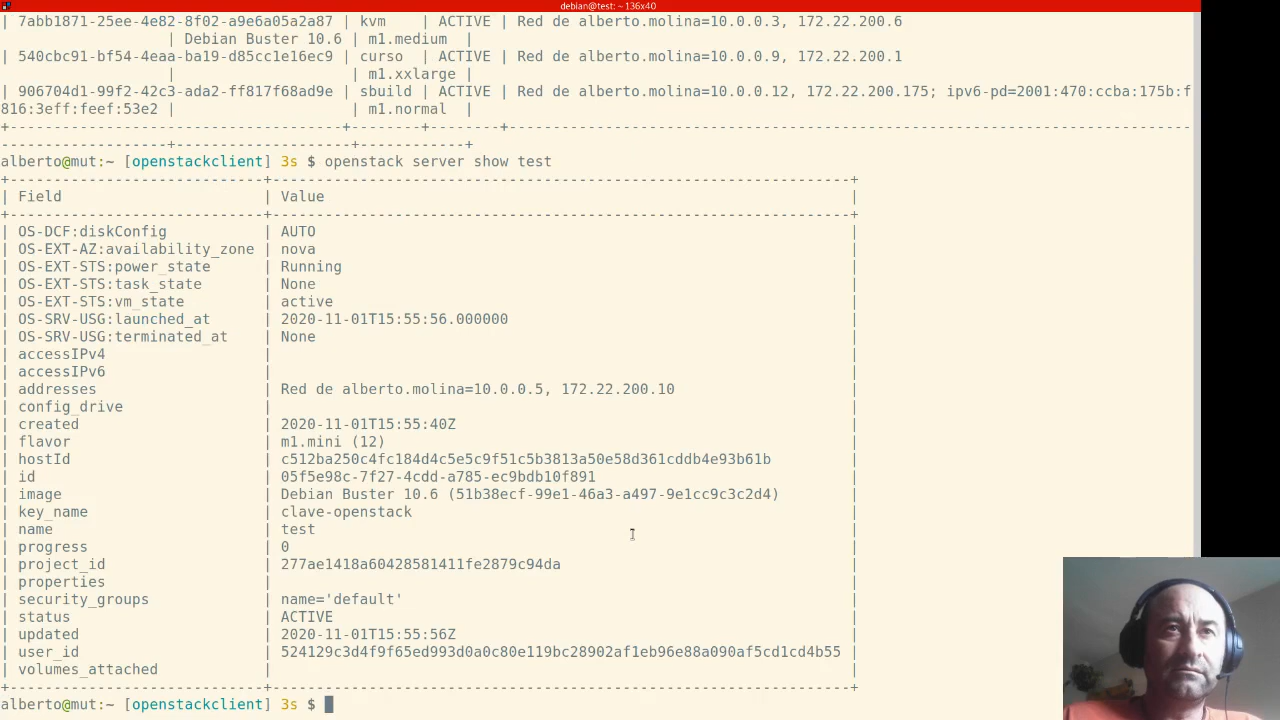 debian@test: ~ 136x40
| 7abb1871-25ee-4e82-8f02-a9e6a05a2a87 | kvm    | ACTIVE | Red de alberto.molina=10.0.0.3, 172.22.200.6
                   | Debian Buster 10.6 | m1.medium  |
| 540cbc91-bf54-4eaa-ba19-d85cc1e16ec9 | curso  | ACTIVE | Red de alberto.molina=10.0.0.9, 172.22.200.1
                   |                    | m1.xxlarge |
| 906704d1-99f2-42c3-ada2-ff817f68ad9e | sbuild | ACTIVE | Red de alberto.molina=10.0.0.12, 172.22.200.175; ipv6-pd=2001:470:ccba:175b:f
816:3eff:feef:53e2 |                    | m1.normal  |
+--------------------------------------+--------+--------+------------------------------------------------------------------------------
-------------------+--------------------+------------+
alberto@mut:~ [openstackclient] 3s $ openstack server show test
+-----------------------------+------------------------------------------------------------------+
| Field                       | Value                                                            |
+-----------------------------+------------------------------------------------------------------+
| OS-DCF:diskConfig           | AUTO                                                             |
| OS-EXT-AZ:availability_zone | nova                                                             |
| OS-EXT-STS:power_state      | Running                                                          |
| OS-EXT-STS:task_state       | None                                                             |
| OS-EXT-STS:vm_state         | active                                                           |
| OS-SRV-USG:launched_at      | 2020-11-01T15:55:56.000000                                       |
| OS-SRV-USG:terminated_at    | None                                                             |
| accessIPv4                  |                                                                  |
| accessIPv6                  |                                                                  |
| addresses                   | Red de alberto.molina=10.0.0.5, 172.22.200.10                    |
| config_drive                |                                                                  |
| created                     | 2020-11-01T15:55:40Z                                             |
| flavor                      | m1.mini (12)                                                     |
| hostId                      | c512ba250c4fc184d4c5e5c9f51c5b3813a50e58d361cddb4e93b61b         |
| id                          | 05f5e98c-7f27-4cdd-a785-ec9bdb10f891                             |
| image                       | Debian Buster 10.6 (51b38ecf-99e1-46a3-a497-9e1cc9c3c2d4)        |
| key_name                    | clave-openstack                                                  |
| name                        | test                                                             |
| progress                    | 0                                                                |
| project_id                  | 277ae1418a60428581411fe2879c94da                                 |
| properties                  |                                                                  |
| security_groups             | name='default'                                                   |
| status                      | ACTIVE                                                           |
| updated                     | 2020-11-01T15:55:56Z                                             |
| user_id                     | 524129c3d4f9f65ed993d0a0c80e119bc28902af1eb96e88a090af5cd1cd4b55 |
| volumes_attached            |                                                                  |
+-----------------------------+------------------------------------------------------------------+
alberto@mut:~ [openstackclient] 3s $